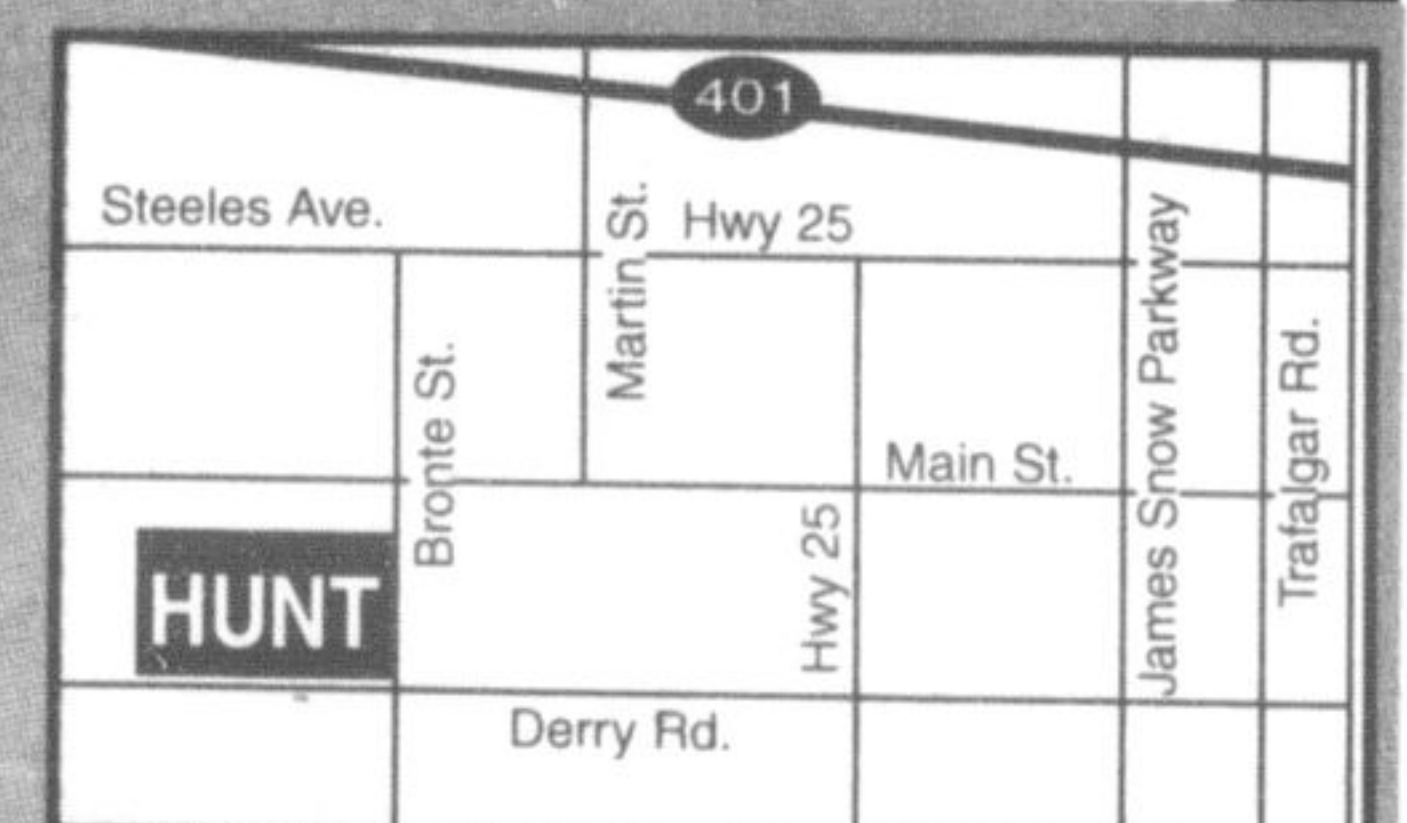 401
Steeles Ave.
Martin St.
Hwy 25
Bronte St.
Main St.
James Snow Parkway
Trafalgar Rd.
HUNT
Hwy 25
Derry Rd.